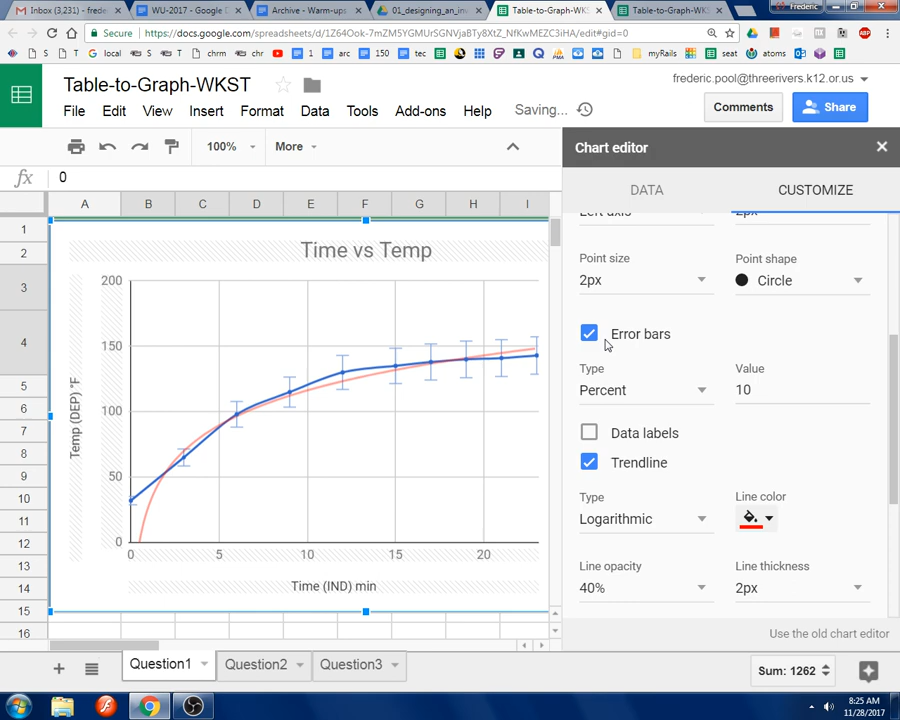 Inbox (3,231) - frederic
WU-2017 - Google D
Archive - Warm-ups
01_designing_an_in
Table-to-Graph-WKS
Table-to-Graph-WKS
Frederic
Secure
https://docs.google.com/spreadsheets/d/1Z64Ook-7mZM5YGMUrSGNVjaBTy8XtZ_NfKwMEZC3iHA/edit#gid=0
S local chrm chr 1 arc 150 tec myRails seat atoms
Table-to-Graph-WKST
frederic.pool@threerivers.k12.or.us
File Edit View Insert Format Data Tools Add-ons Help Saving...
Comments Share
100% More
Chart editor
fx 0
DATA CUSTOMIZE
A B C D E F G H I
Left axis 2px
1
2
3
4
5
6
7
8
9
10
11
12
13
14
15
16
Time vs Temp
200
150
100
50
0
Temp (DEP) °F
0 5 10 15 20
Time (IND) min
Point size Point shape
2px Circle
Error bars
Type Value
Percent 10
Data labels
Trendline
Type Line color
Logarithmic
Line opacity Line thickness
40% 2px
Use the old chart editor
Question1 Question2 Question3
Sum: 1262
8:25 AM
11/28/2017